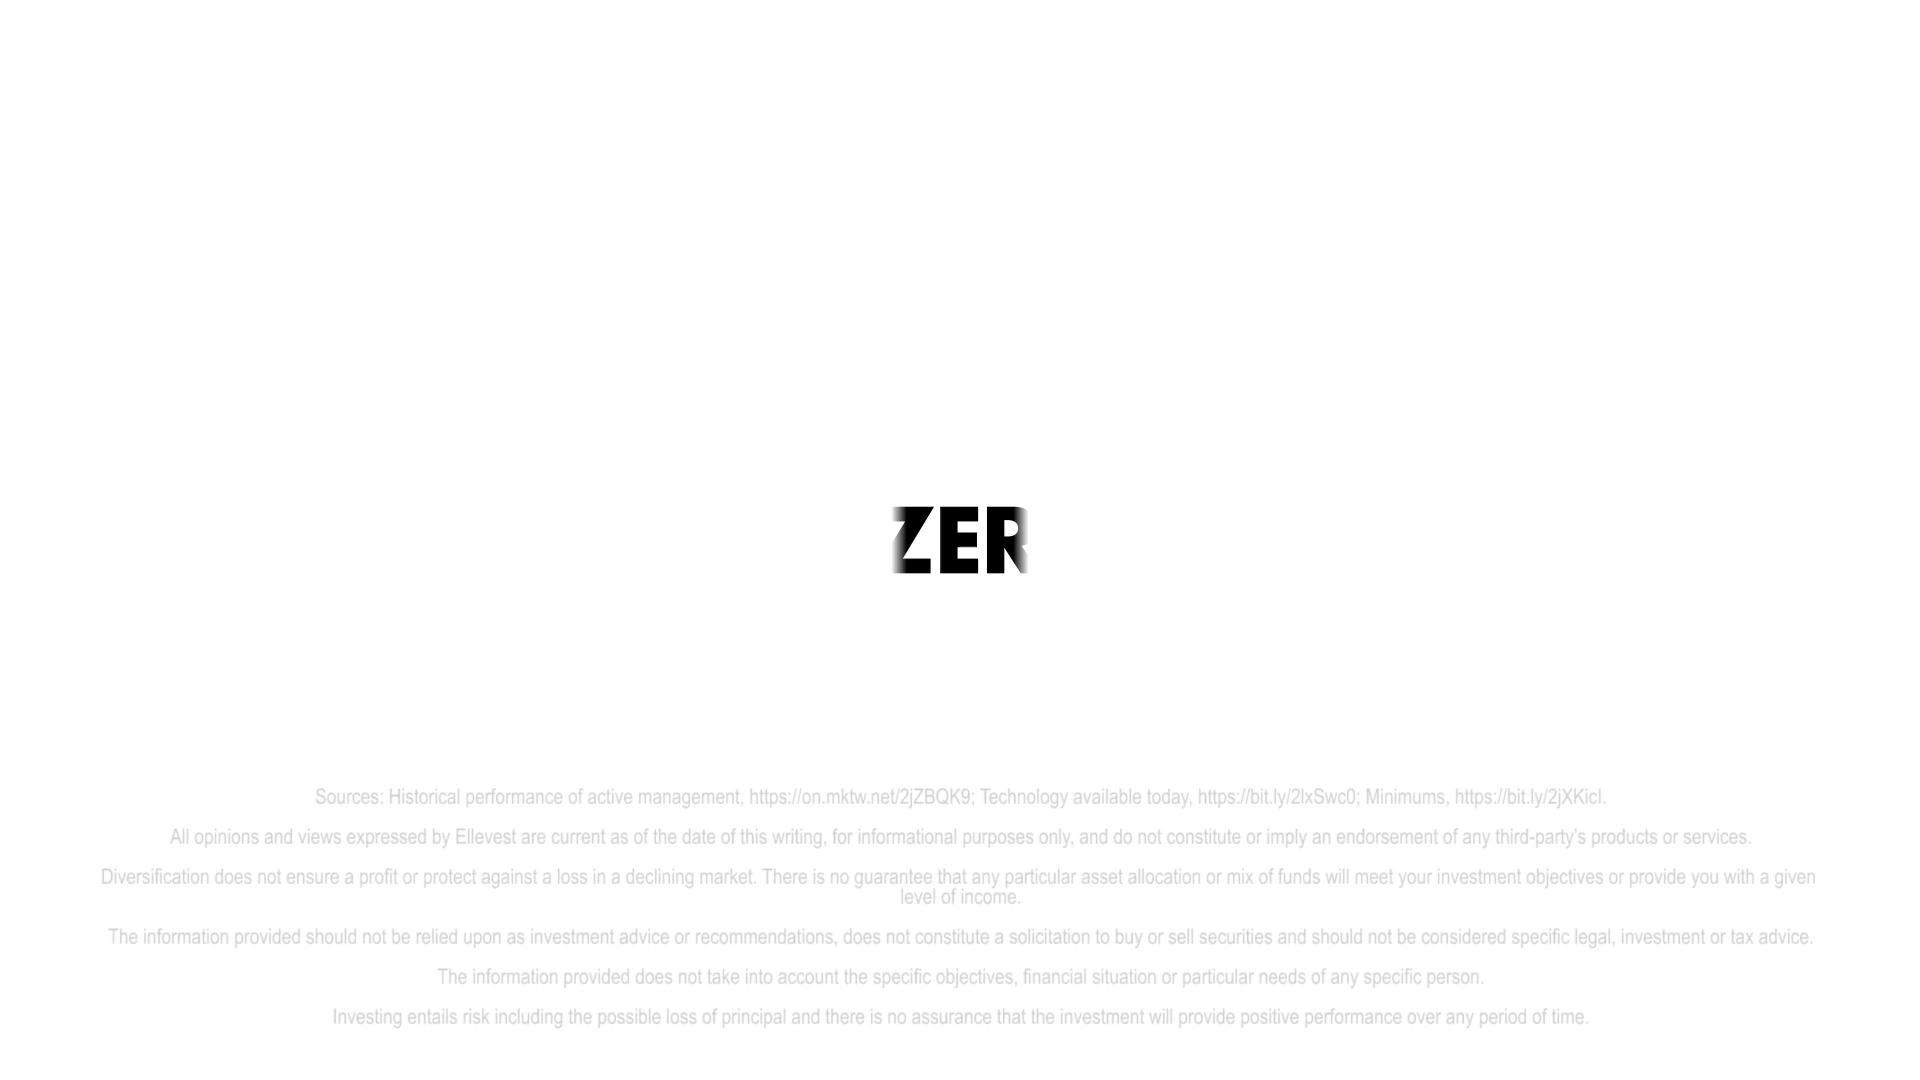 ZER
Sources: Historical performance of active management, https://on.mktw.net/2jZBQK9; Technology available today, https://bit.ly/2lxSwc0; Minimums, https://bit.ly/2jXKicI.
All opinions and views expressed by Ellevest are current as of the date of this writing, for informational purposes only, and do not constitute or imply an endorsement of any third-party’s products or services.
Diversification does not ensure a profit or protect against a loss in a declining market. There is no guarantee that any particular asset allocation or mix of funds will meet your investment objectives or provide you with a given
level of income.
The information provided should not be relied upon as investment advice or recommendations, does not constitute a solicitation to buy or sell securities and should not be considered specific legal, investment or tax advice.
The information provided does not take into account the specific objectives, financial situation or particular needs of any specific person.
Investing entails risk including the possible loss of principal and there is no assurance that the investment will provide positive performance over any period of time.